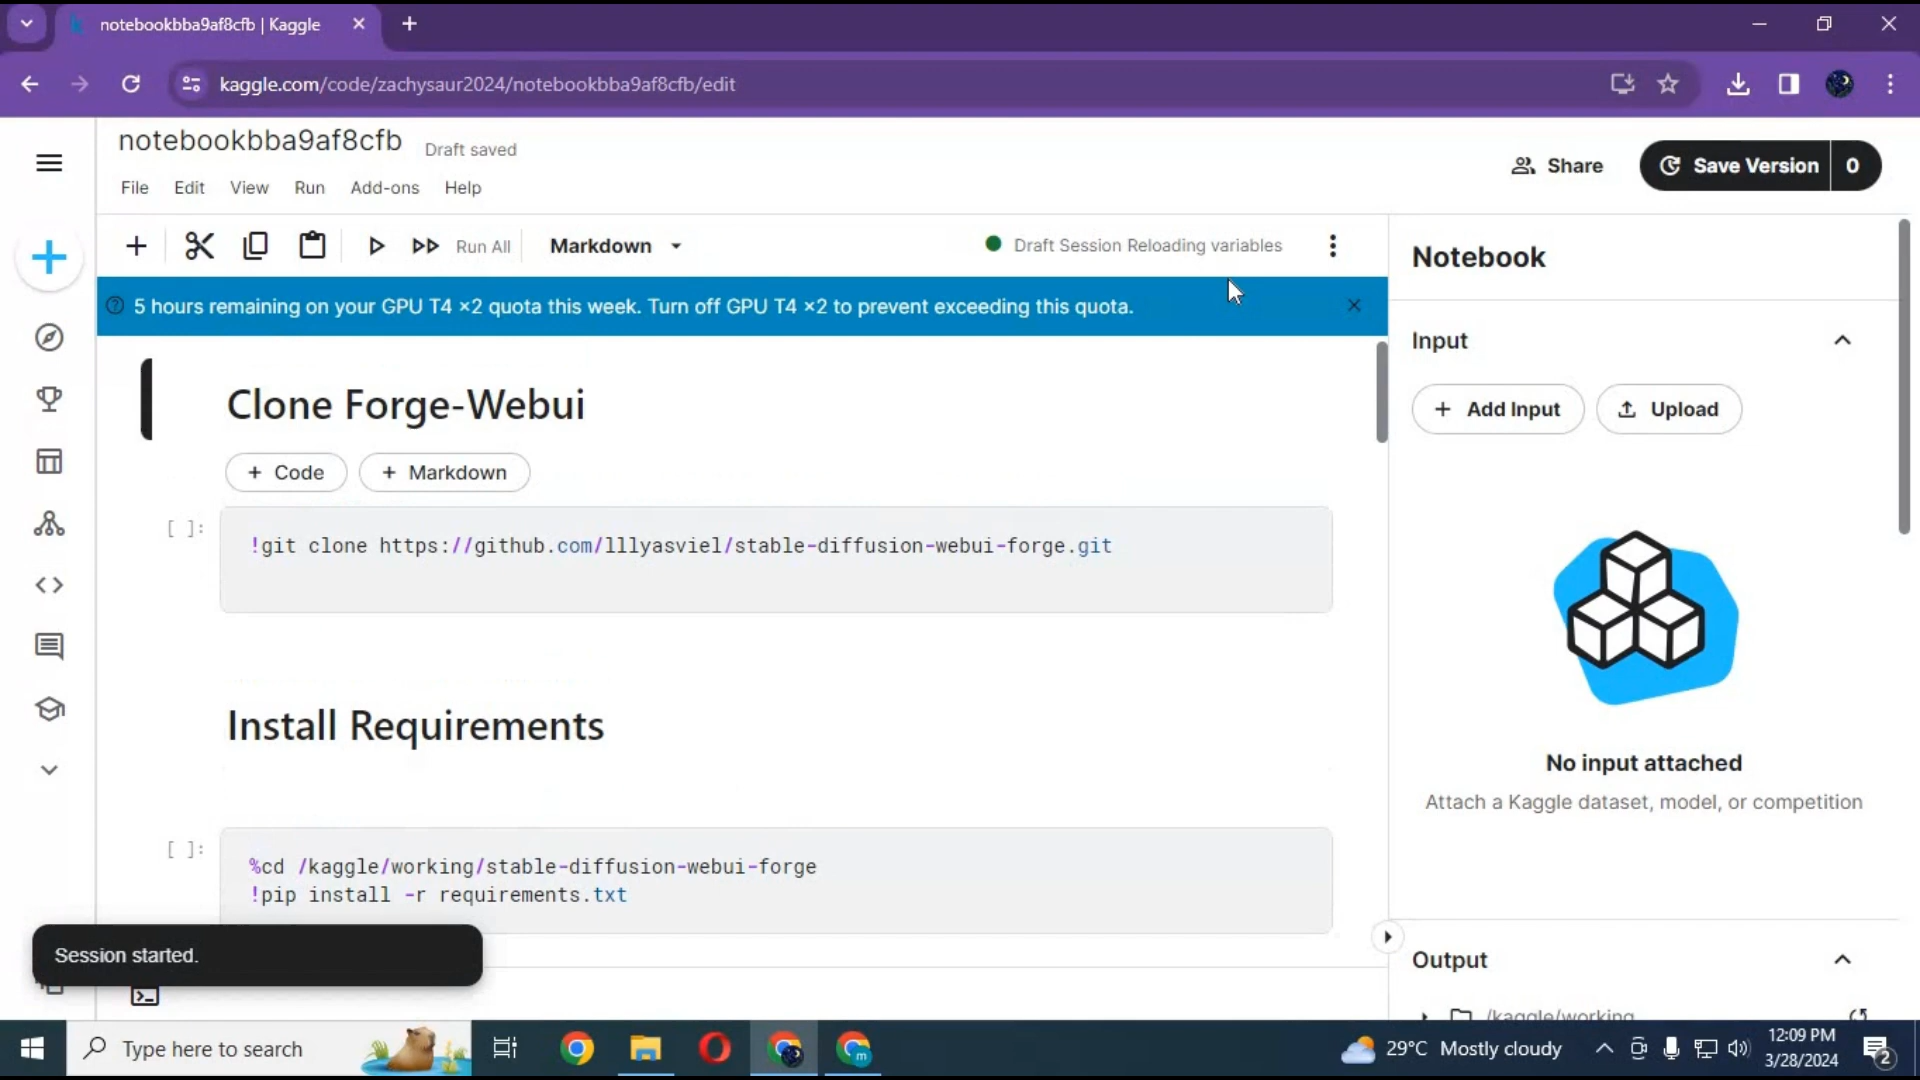 notebookbba9af8cfb | Kaggle
kaggle.com/code/zachysaur2024/notebookbba9af8cfb/edit
notebookbba9af8cfb Draft saved
File Edit View Run Add-ons Help
Share
Save Version 0
Run All Markdown
Draft Session Reloading variables
5 hours remaining on your GPU T4 ×2 quota this week. Turn off GPU T4 ×2 to prevent exceeding this quota.
Clone Forge-Webui
+ Code + Markdown
[ ]:
!git clone https://github.com/lllyasviel/stable-diffusion-webui-forge.git
Install Requirements
[ ]:
%cd /kaggle/working/stable-diffusion-webui-forge
!pip install -r requirements.txt
Session started.
Notebook
Input
+ Add Input Upload
No input attached
Attach a Kaggle dataset, model, or competition
Output
/kaggle/working
Type here to search
29°C Mostly cloudy
12:09 PM
3/28/2024
2